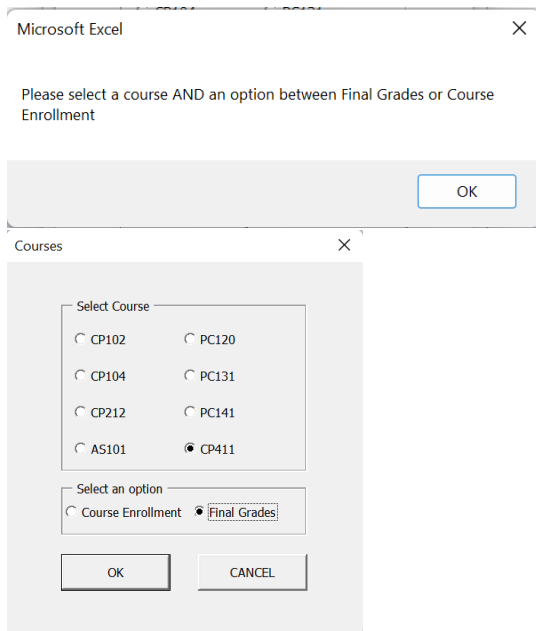 Microsoft Excel
Please select a course AND an option between Final Grades or Course
Enrollment
OK
Courses
Select Course
CP102 PC120
CP104 PC131
CP212 PC141
AS101 CP411
Select an option
Course Enrollment Final Grades
OK CANCEL